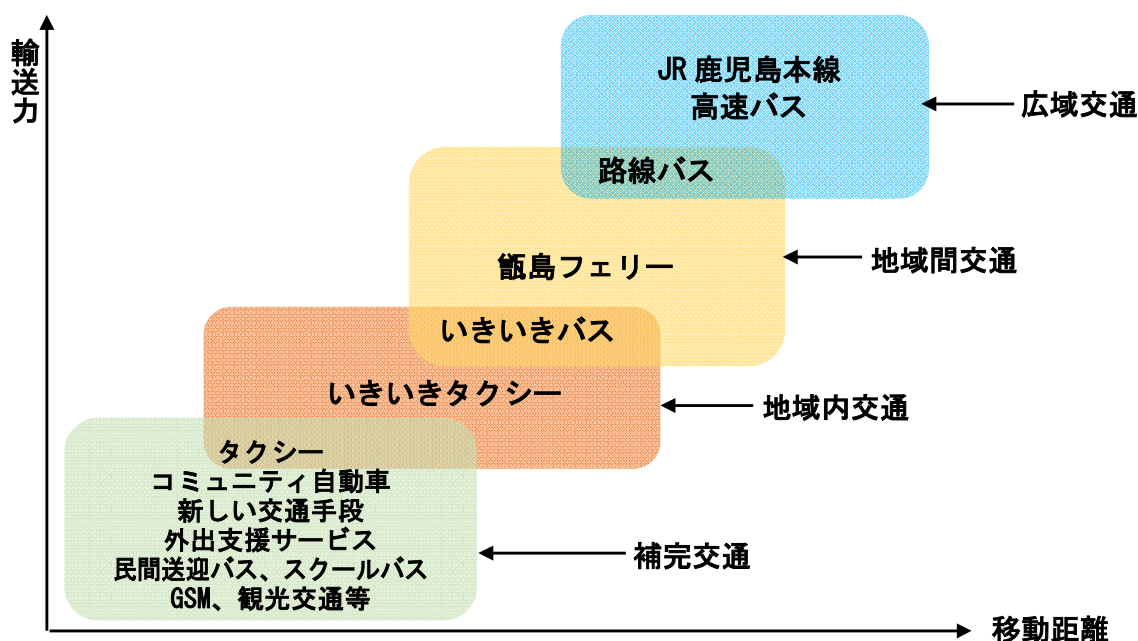 輸送力
JR鹿児島本線
高速バス
広域交通
路線バス
甑島フェリー
地域間交通
いきいきバス
いきいきタクシー
地域内交通
タクシー
コミュニティ自動車
新しい交通手段
外出支援サービス
民間送迎バス、スクールバス
GSM、観光交通等
補完交通
移動距離